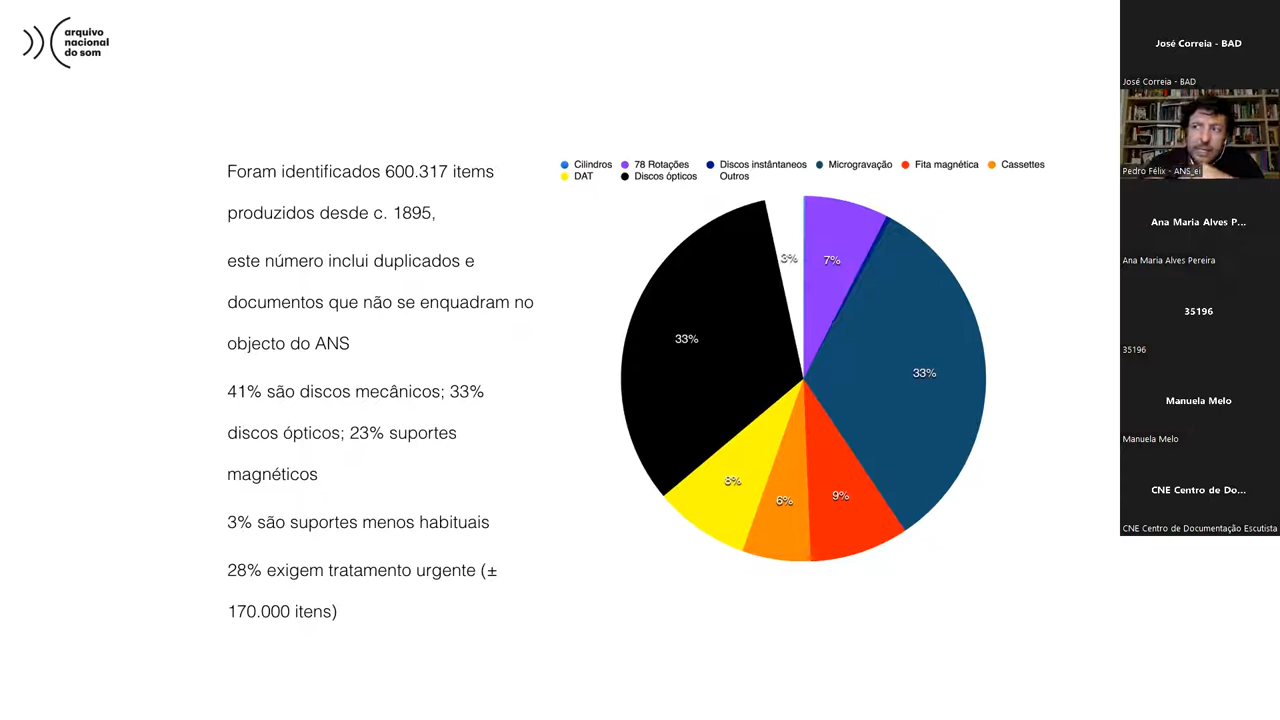 arquivo
nacional
do som
Foram identificados 600.317 items
produzidos desde c. 1895,
este número inclui duplicados e
documentos que não se enquadram no
objecto do ANS
41% são discos mecânicos; 33%
discos ópticos; 23% suportes
magnéticos
3% são suportes menos habituais
28% exigem tratamento urgente (±
170.000 itens)
Cilindros 78 Rotações Discos instântaneos Microgravação Fita magnética Cassettes
DAT Discos ópticos Outros
3%
7%
33%
33%
8%
6%
9%
José Correia - BAD
José Correia - BAD
Pedro Félix - ANS_ei
Ana Maria Alves P...
Ana Maria Alves Pereira
35196
35196
Manuela Melo
Manuela Melo
CNE Centro de Do...
CNE Centro de Documentação Escutista